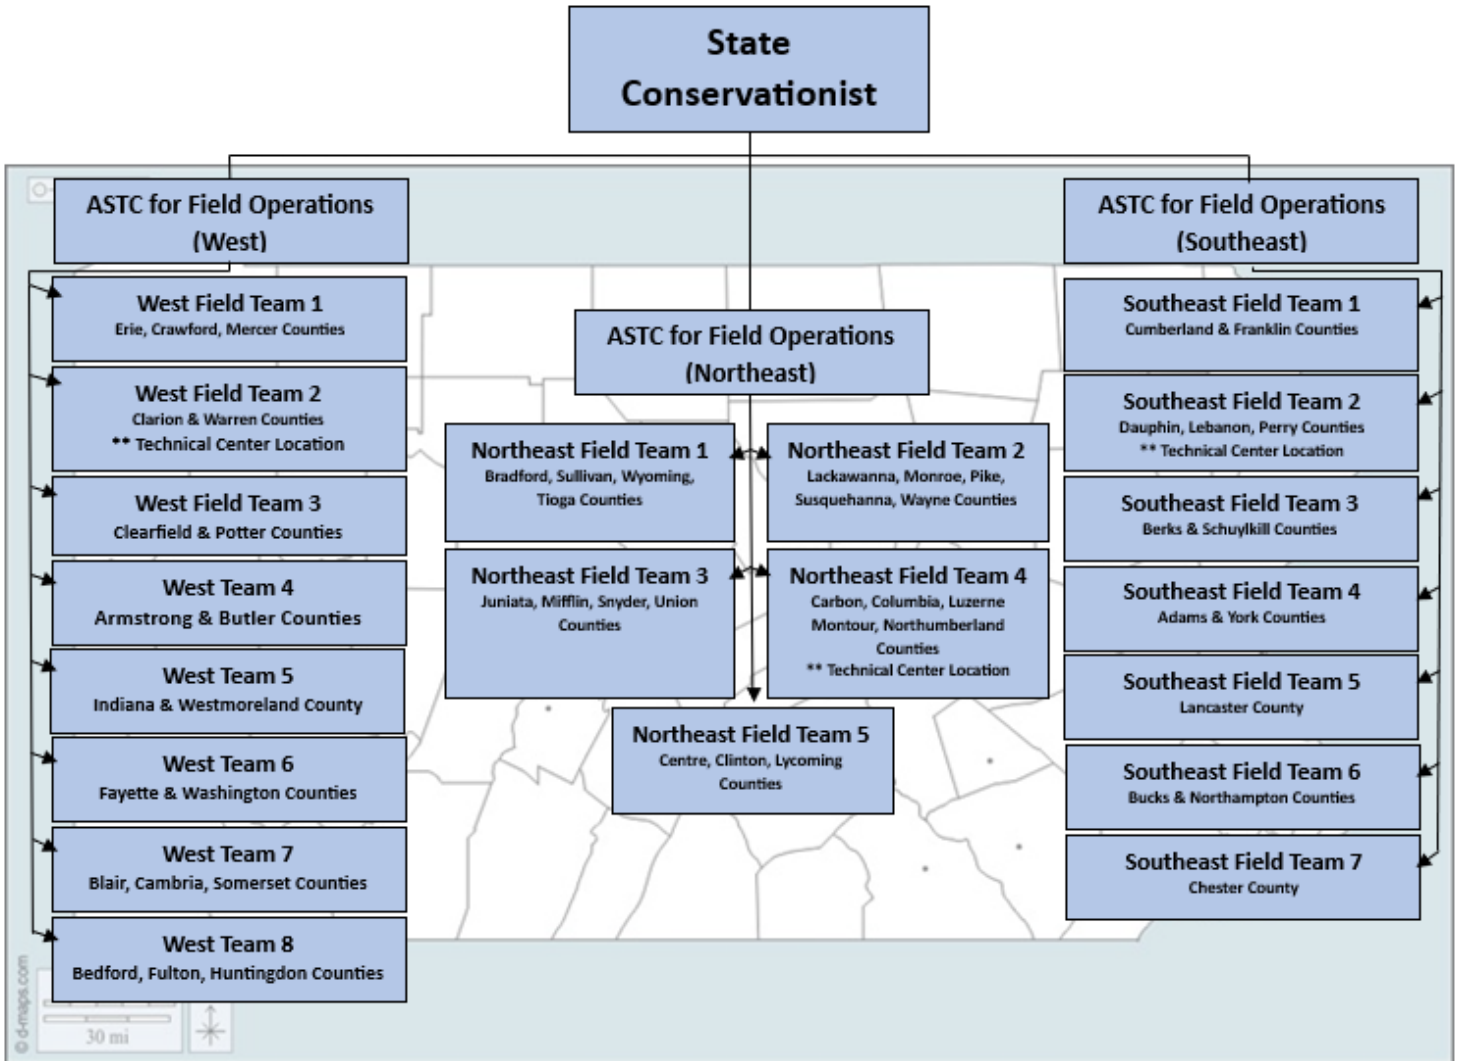 State
Conservationist
ASTC for Field Operations
(West)
West Field Team 1
Erie, Crawford, Mercer Counties
West Field Team 2
Clarion & Warren Counties
** Technical Center Location
West Field Team 3
Clearfield & Potter Counties
West Team 4
Armstrong & Butler Counties
West Team 5
Indiana & Westmoreland County
West Team 6
Fayette & Washington Counties
West Team 7
Blair, Cambria, Somerset Counties
West Team 8
Bedford, Fulton, Huntingdon Counties
ASTC for Field Operations
(Northeast)
Northeast Field Team 1
Bradford, Sullivan, Wyoming,
Tioga Counties
Northeast Field Team 2
Lackawanna, Monroe, Pike,
Susquehanna, Wayne Counties
Northeast Field Team 3
Juniata, Mifflin, Snyder, Union
Counties
Northeast Field Team 4
Carbon, Columbia, Luzerne
Montour, Northumberland
Counties
** Technical Center Location
Northeast Field Team 5
Centre, Clinton, Lycoming
Counties
ASTC for Field Operations
(Southeast)
Southeast Field Team 1
Cumberland & Franklin Counties
Southeast Field Team 2
Dauphin, Lebanon, Perry Counties
** Technical Center Location
Southeast Field Team 3
Berks & Schuylkill Counties
Southeast Field Team 4
Adams & York Counties
Southeast Field Team 5
Lancaster County
Southeast Field Team 6
Bucks & Northampton Counties
Southeast Field Team 7
Chester County
© d-maps.com
30 mi